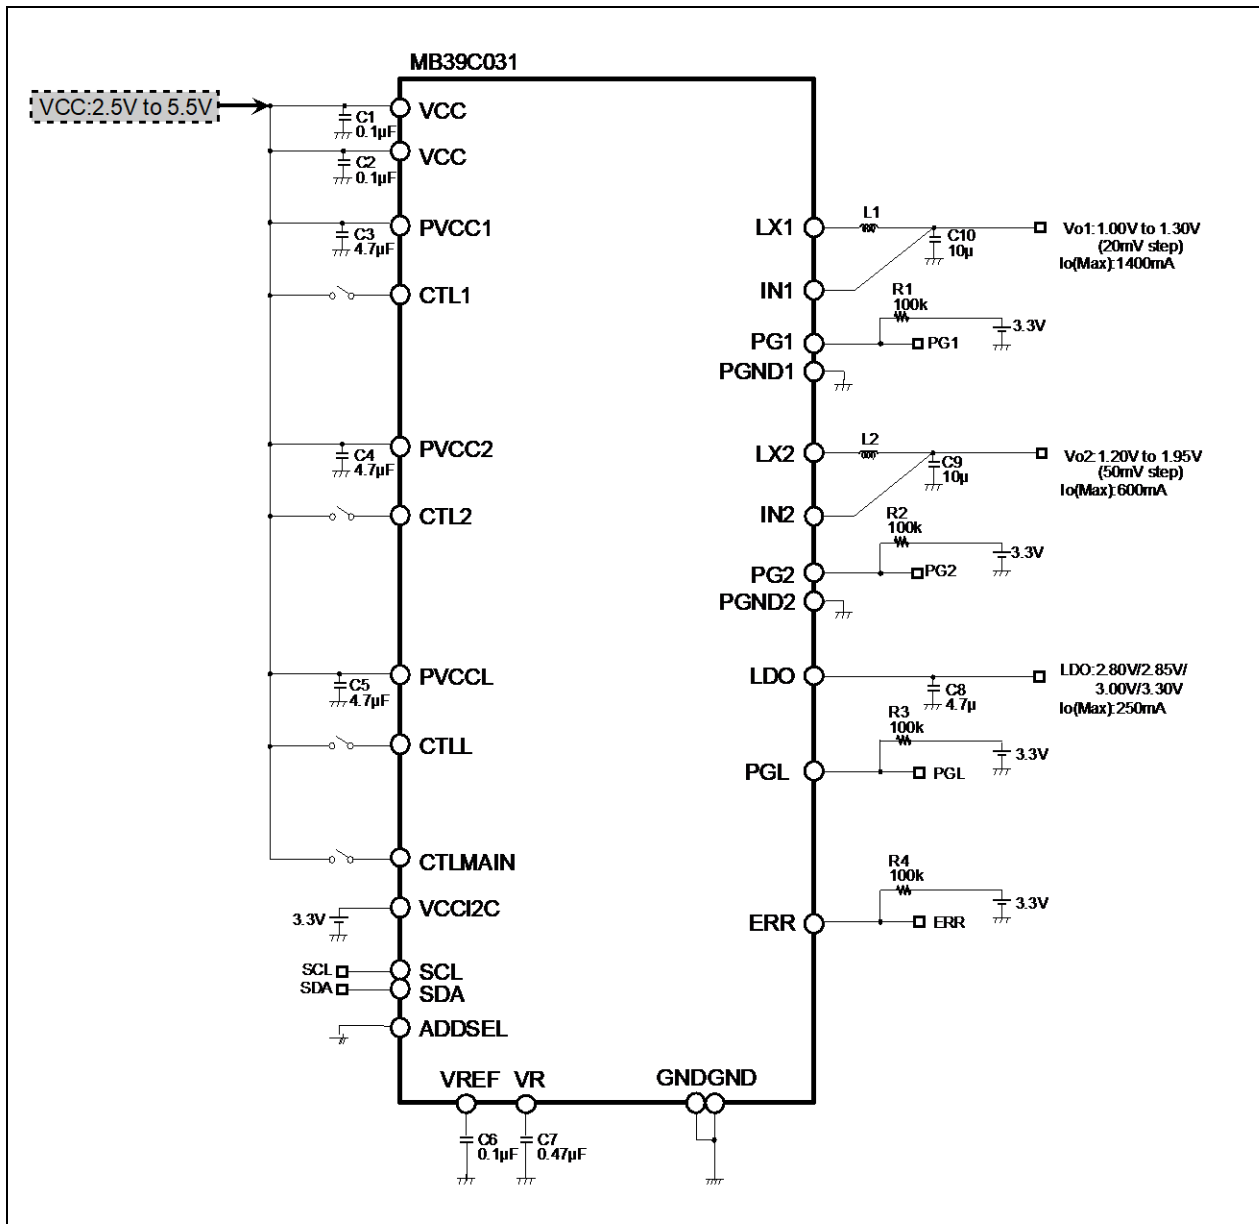 MB39C031
VCC:2.5V to 5.5V
VCC
C1
0.1µF
VCC
C2
0.1µF
PVCC1
C3
4.7µF
CTL1
PVCC2
C4
4.7µF
CTL2
PVCCL
C5
4.7µF
CTLL
CTLMAIN
VCCI2C
3.3V
SCL
SCL
SDA
SDA
ADDSEL
VREF
VR
GND
GND
C6
0.1µF
C7
0.47µF
LX1
L1
C10
10µ
Vo1:1.00V to 1.30V
(20mV step)
Io(Max):1400mA
IN1
R1
100k
3.3V
PG1
PG1
PGND1
LX2
L2
C9
10µ
Vo2:1.20V to 1.95V
(50mV step)
Io(Max):600mA
IN2
R2
100k
3.3V
PG2
PG2
PGND2
LDO
C8
4.7µ
LDO:2.80V/2.85V/
3.00V/3.30V
Io(Max):250mA
R3
100k
3.3V
PGL
PGL
R4
100k
3.3V
ERR
ERR